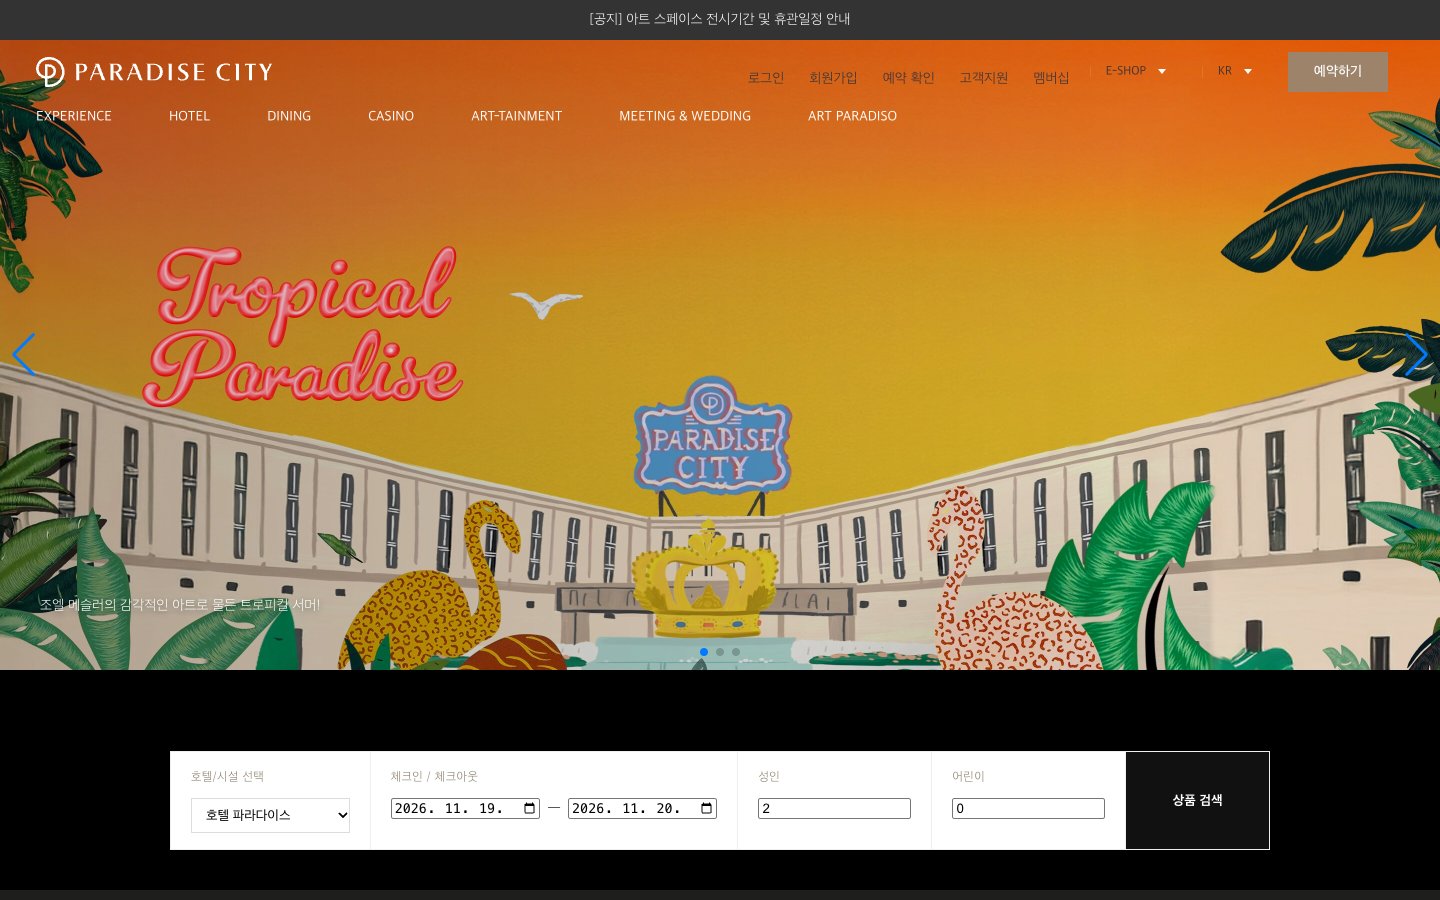 [공지] 아트 스페이스 전시기간 및 휴관일정 안내
PARADISE CITY
로그인 회원가입 예약 확인 고객지원 멤버십 E-SHOP KR 예약하기
EXPERIENCE HOTEL DINING CASINO ART-TAINMENT MEETING & WEDDING ART PARADISO
Tropical
Paradise
PARADISE
CITY
조엘 메슬러의 감각적인 아트로 물든 트로피컬 서머!
호텔/시설 선택 체크인 / 체크아웃 성인 어린이
호텔 파라다이스 2026. 11. 19. — 2026. 11. 20. 2 0
상품 검색